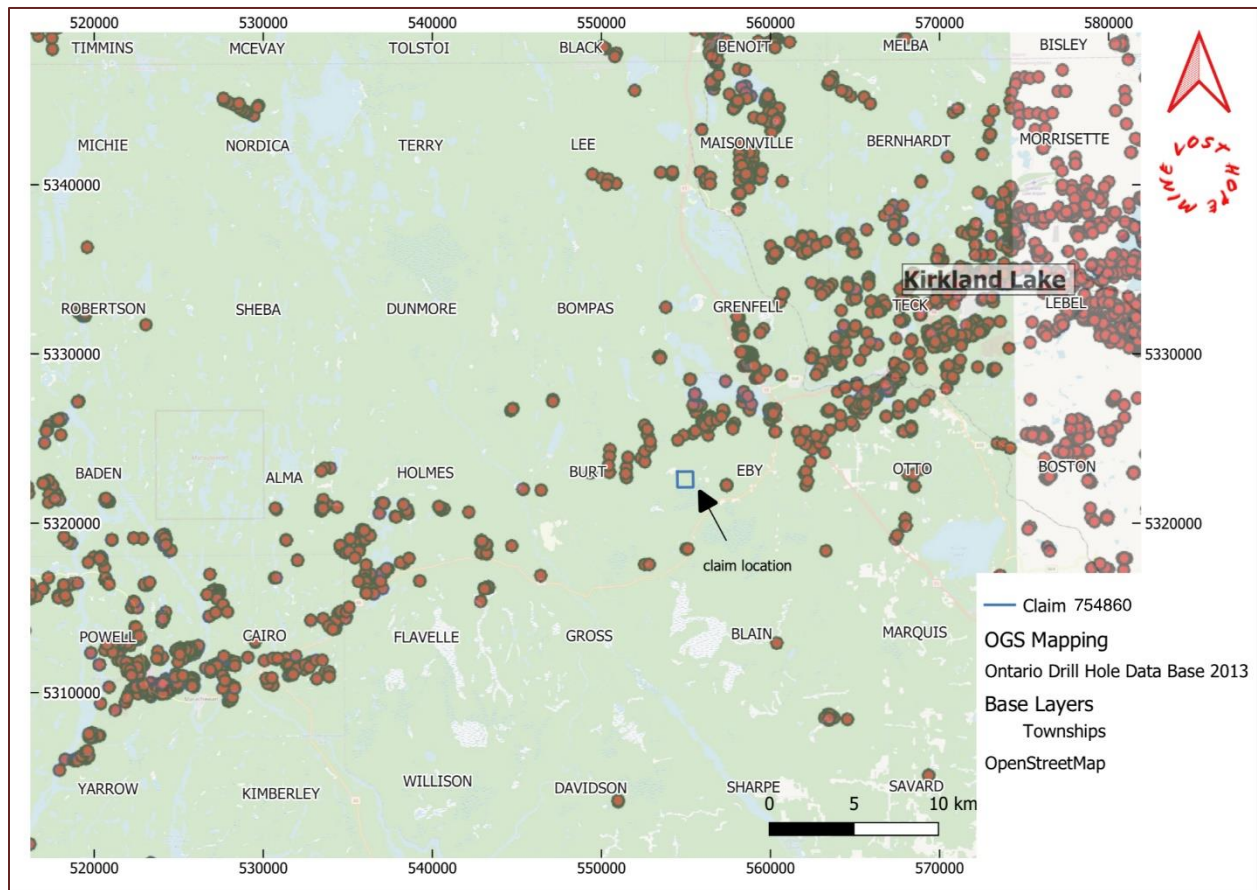 520000 530000 540000 550000 560000 570000 580000
TIMMINS MCEVAY TOLSTOI BLACK BENOIT MELBA BISLEY
MICHIE NORDICA TERRY LEE MAISONVILLE BERNHARDT MORRISETTE
LOST HOPE MINE
5340000
Kirkland Lake
ROBERTSON SHEBA DUNMORE BOMPAS GRENFELL TECK LEBEL
5330000 5330000
BADEN ALMA HOLMES BURT EBY OTTO BOSTON
5320000 5320000
claim location
POWELL CAIRO FLAVELLE GROSS BLAIN MARQUIS
5310000
YARROW KIMBERLEY WILLISON DAVIDSON SHARPE SAVARD
Claim 754860
OGS Mapping
Ontario Drill Hole Data Base 2013
Base Layers
Townships
OpenStreetMap
0 5 10 km
520000 530000 540000 550000 560000 570000